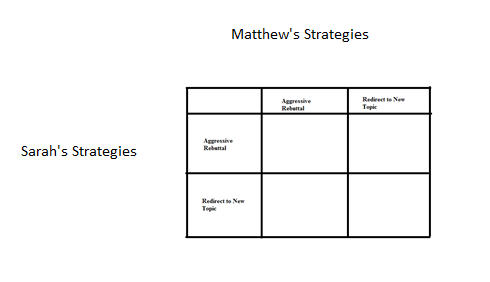 Matthew's Strategies
Aggressive
Rebuttal
Redirect to New
Topic
Sarah's Strategies
Aggressive
Rebuttal
Redirect to New
Topic